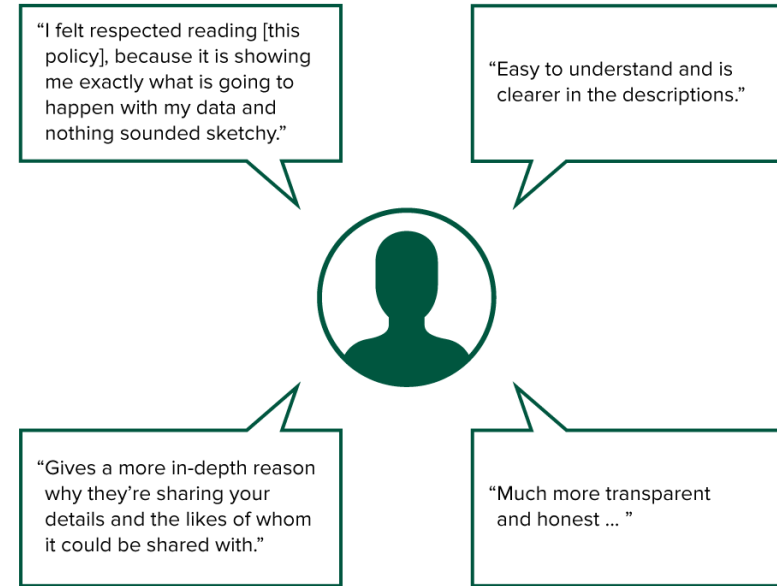 “I felt respected reading [this
policy], because it is showing
me exactly what is going to
happen with my data and
nothing sounded sketchy.”
“Easy to understand and is
clearer in the descriptions.”
“Gives a more in-depth reason
why they’re sharing your
details and the likes of whom
it could be shared with.”
“Much more transparent
and honest ... ”